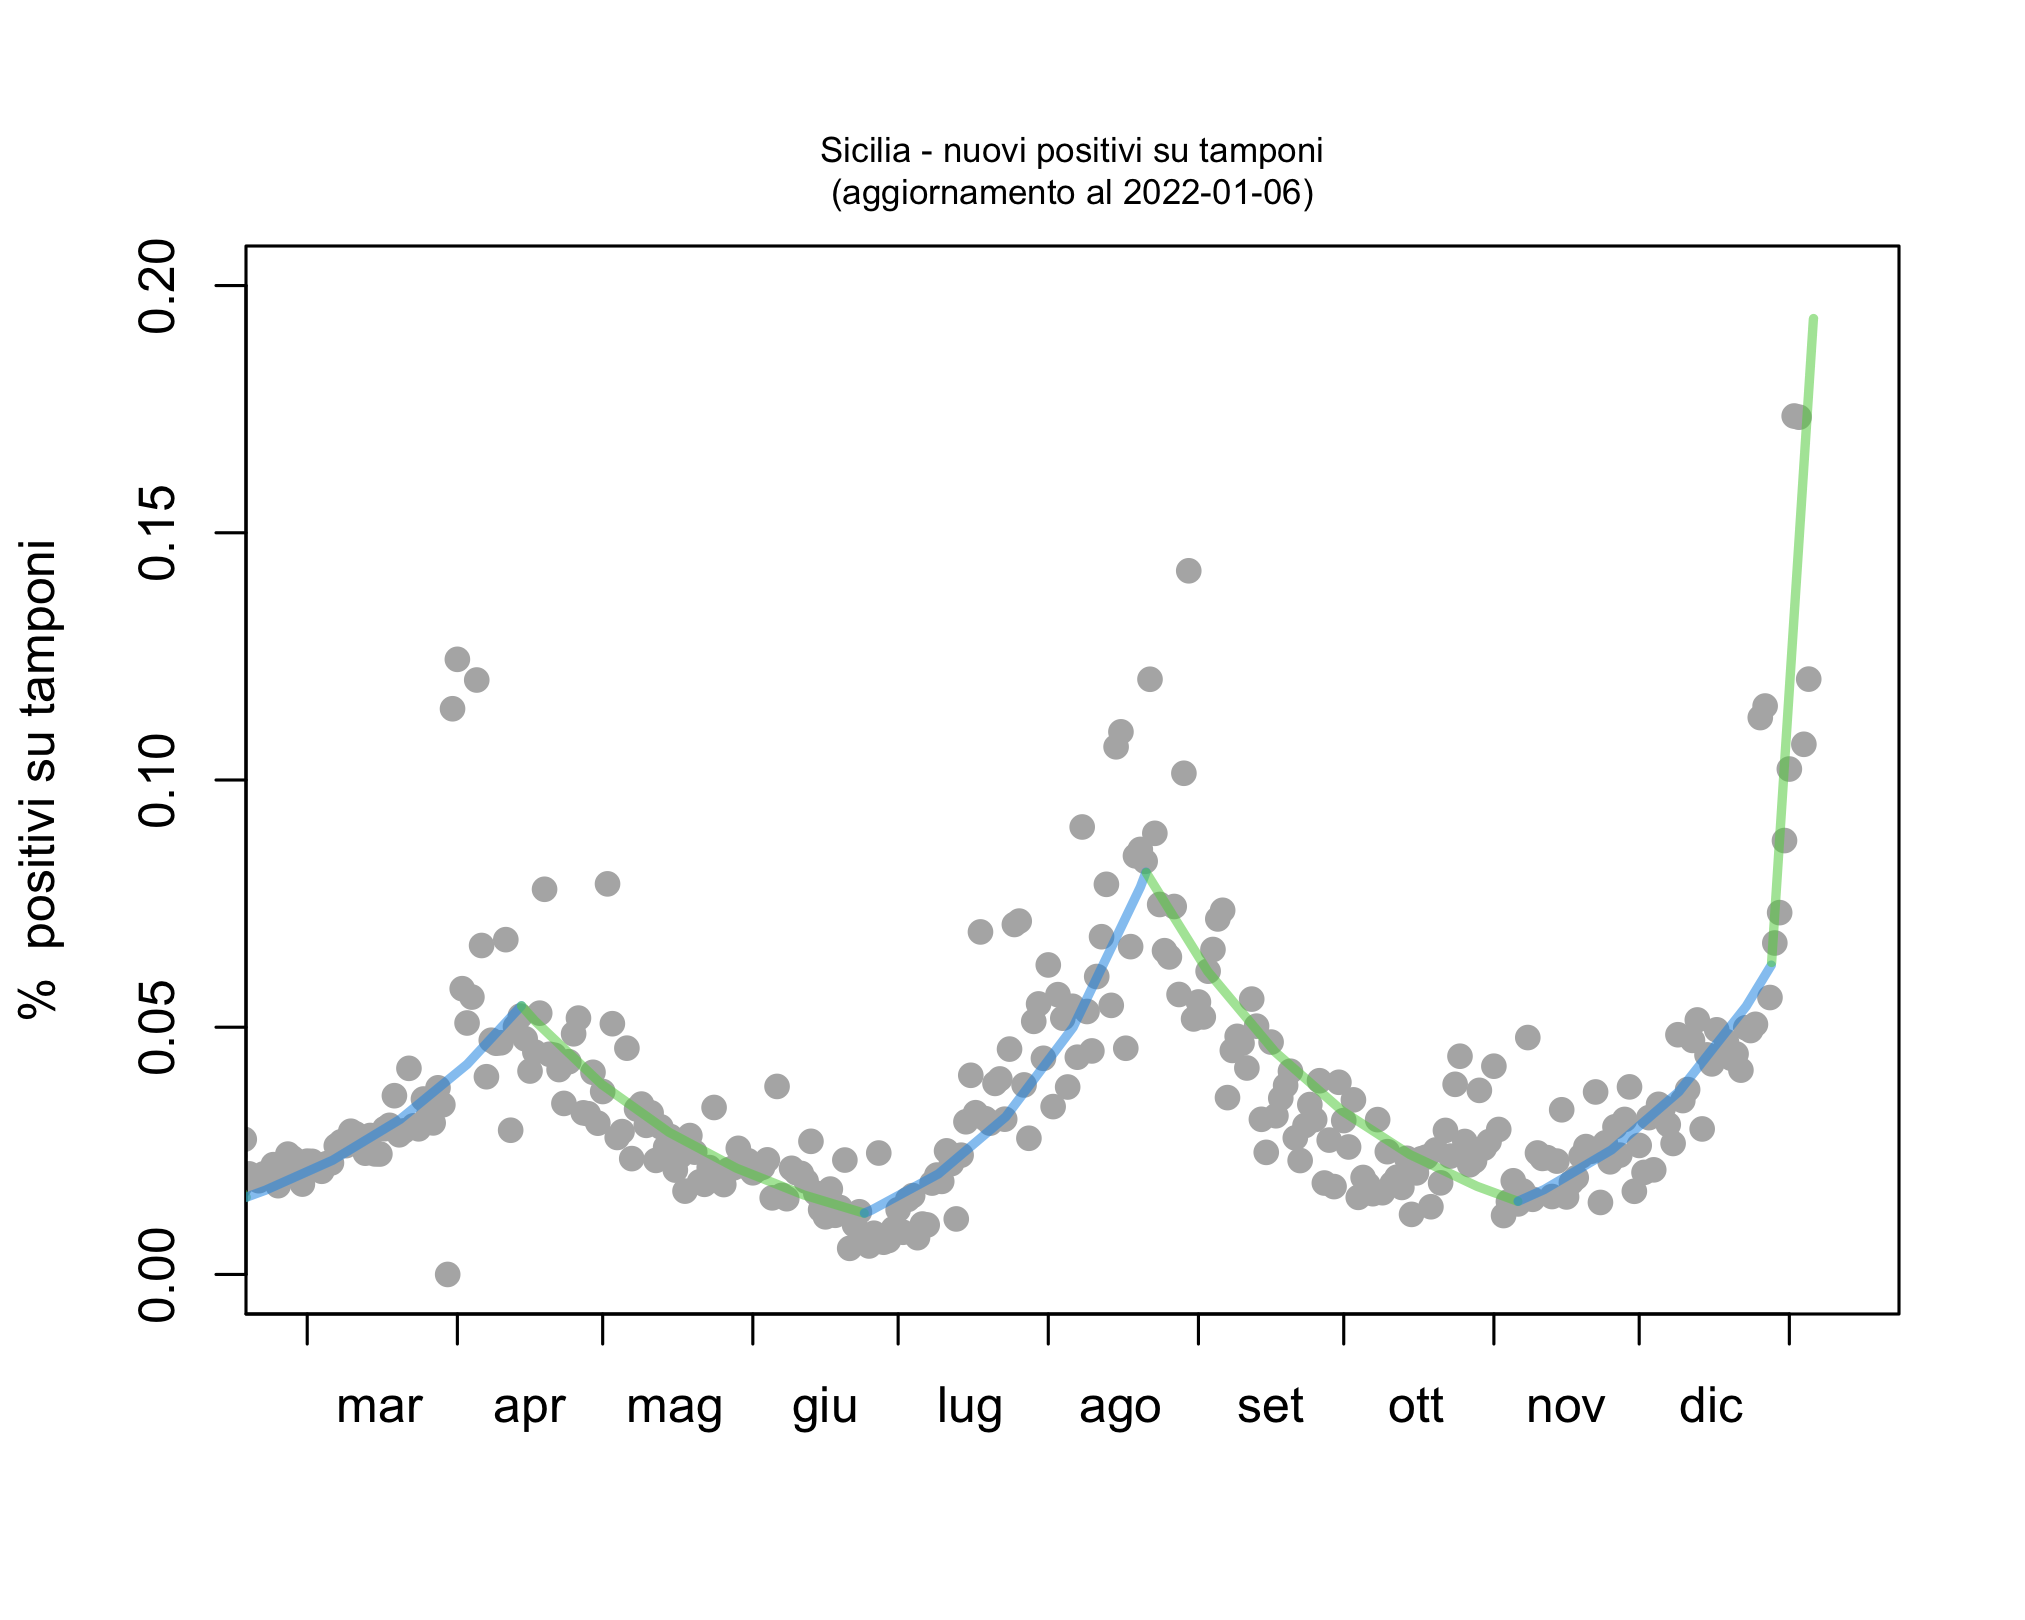 Sicilia - nuovi positivi su tamponi
(aggiornamento al 2022-01-06)
% positivi su tamponi
0.20
0.15
0.10
0.05
0.00
mar apr mag giu lug ago set ott nov dic